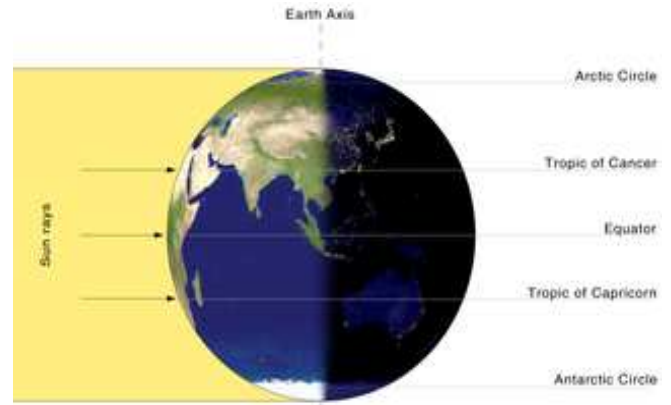 Earth Axis
Arctic Circle
Tropic of Cancer
Sun rays
Equator
Tropic of Capricorn
Antarctic Circle